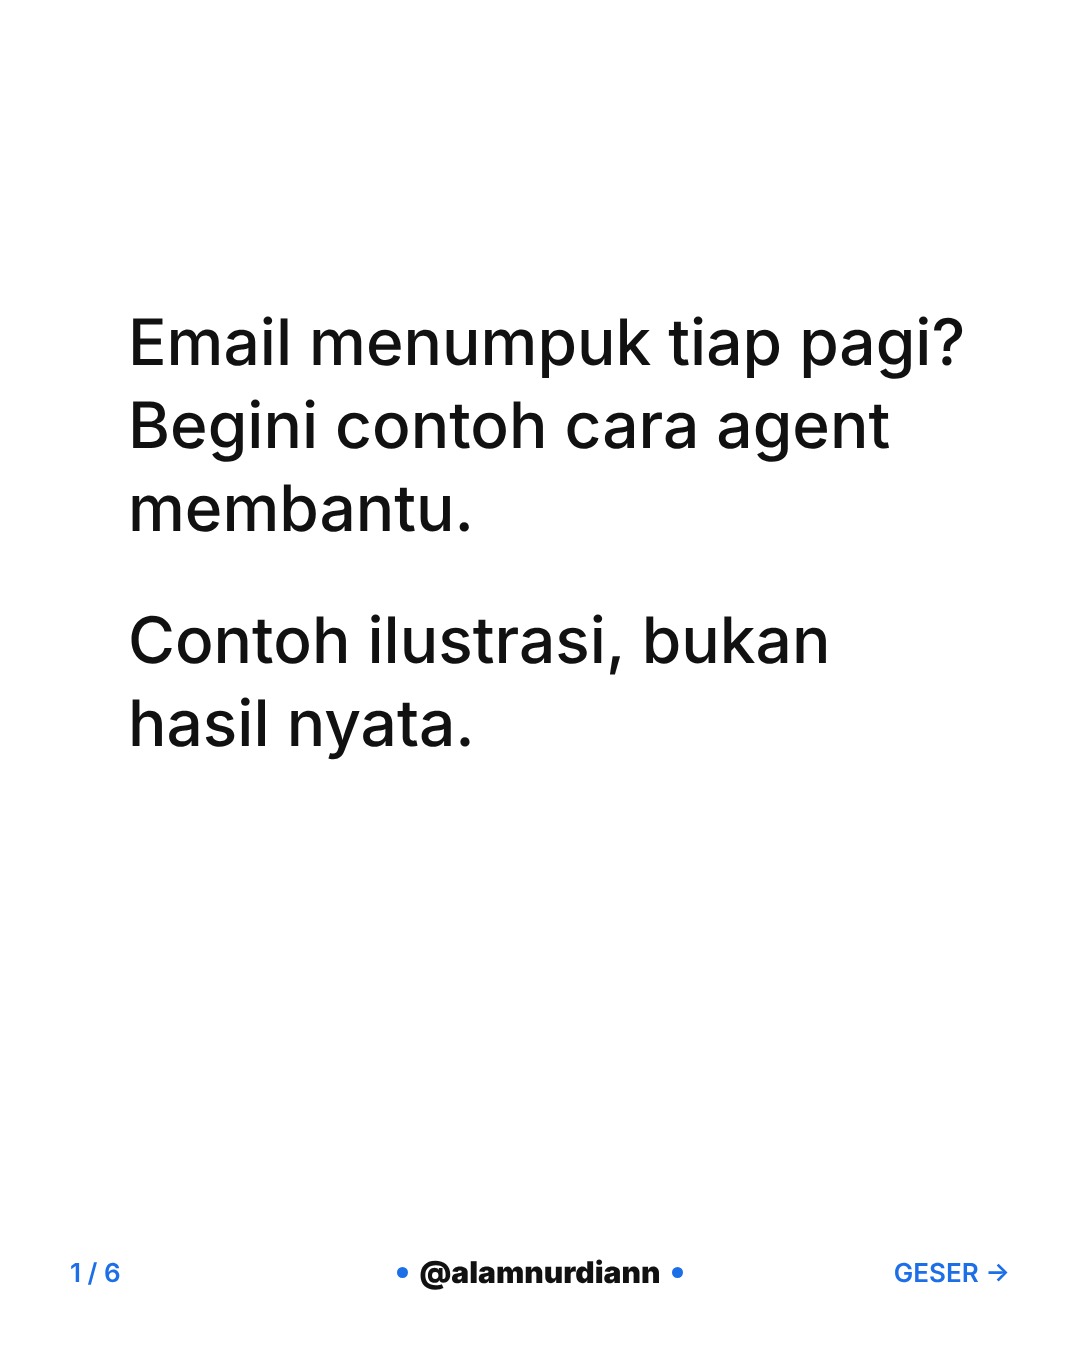 Email menumpuk tiap pagi?
Begini contoh cara agent
membantu.
Contoh ilustrasi, bukan
hasil nyata.
1 / 6
• @alamnurdiann •
GESER →